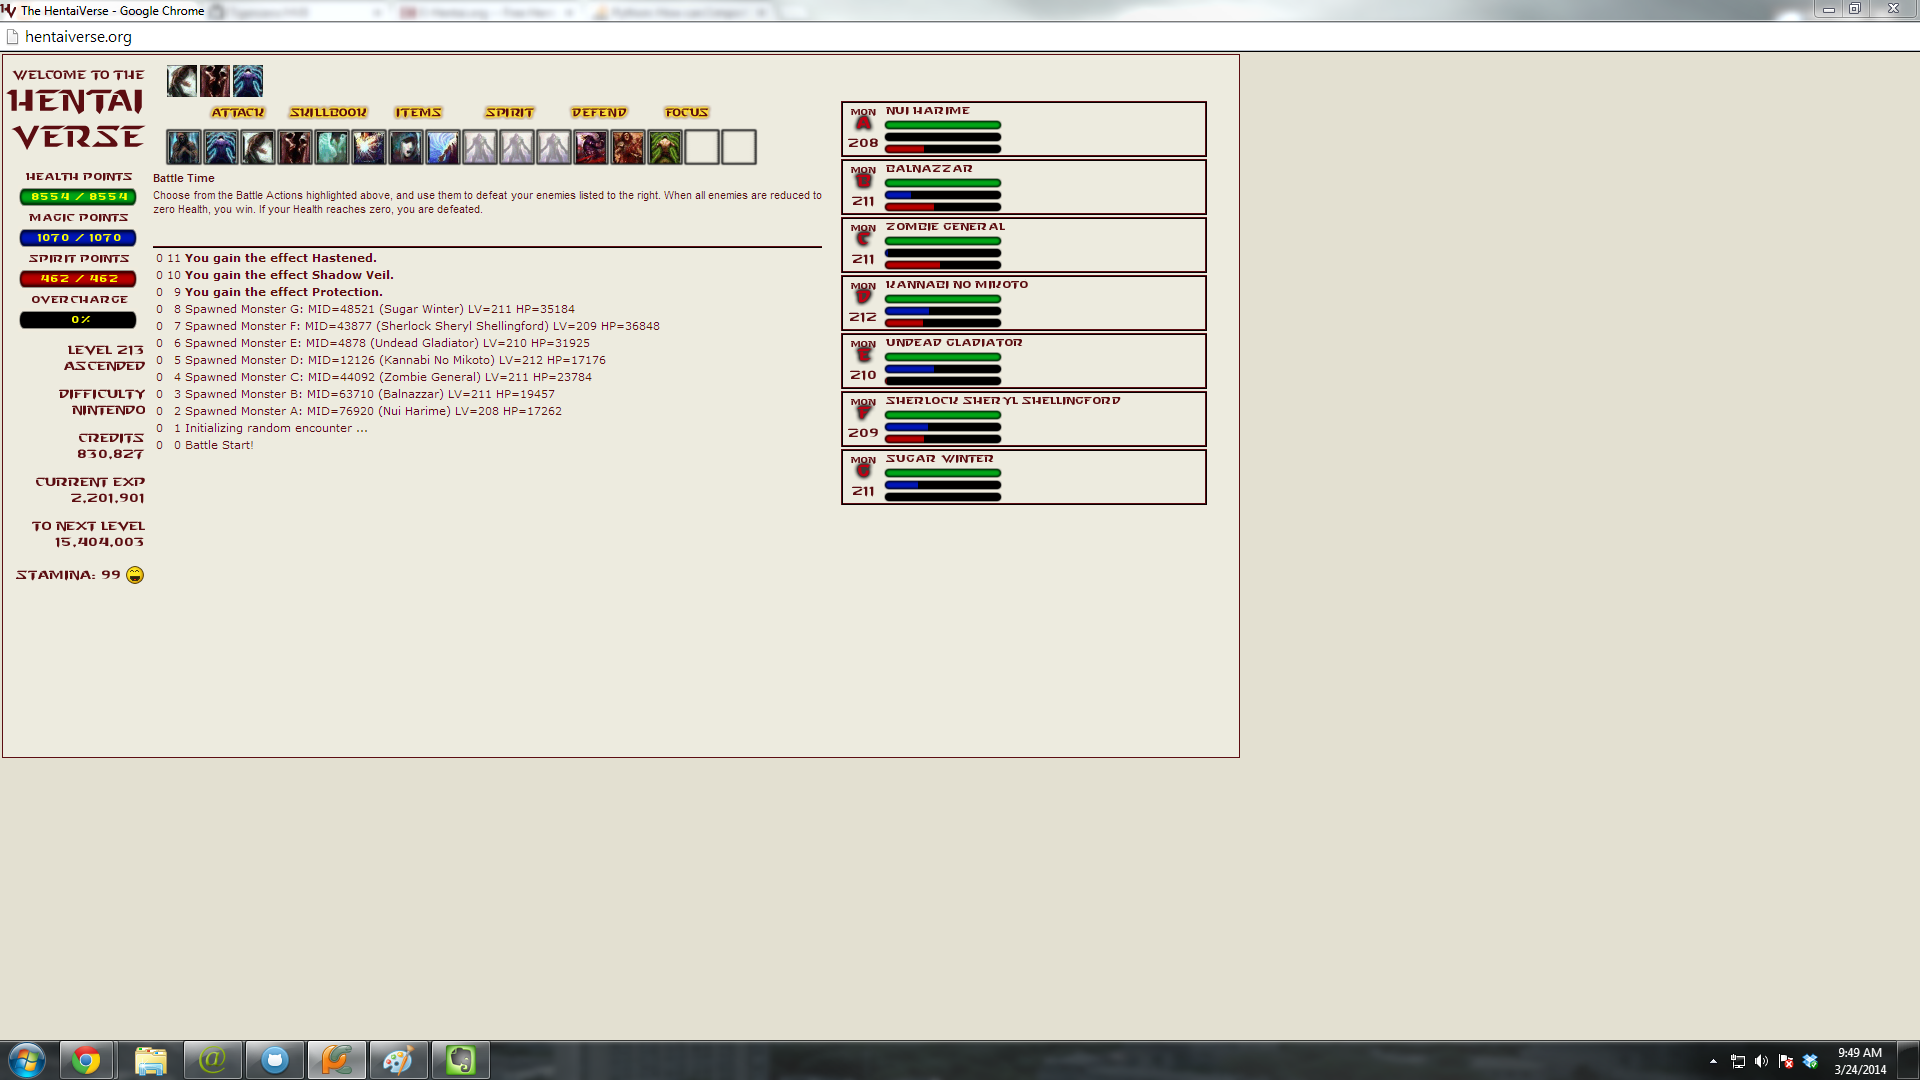 The HentaiVerse - Google Chrome
hentaiverse.org
WELCOME TO THE
HENTAI
VERSE
HEALTH POINTS
8554 / 8554
MAGIC POINTS
1070 / 1070
SPIRIT POINTS
462 / 462
OVERCHARGE
0%
LEVEL 213
ASCENDED
DIFFICULTY
NINTENDO
CREDITS
830,827
CURRENT EXP
2,201,901
TO NEXT LEVEL
15,404,003
STAMINA: 99
ATTACK SKILLBOOK ITEMS SPIRIT DEFEND FOCUS
Battle Time
Choose from the Battle Actions highlighted above, and use them to defeat your enemies listed to the right. When all enemies are reduced to
zero Health, you win. If your Health reaches zero, you are defeated.
0 11 You gain the effect Hastened.
0 10 You gain the effect Shadow Veil.
0 9 You gain the effect Protection.
0 8 Spawned Monster G: MID=48521 (Sugar Winter) LV=211 HP=35184
0 7 Spawned Monster F: MID=43877 (Sherlock Sheryl Shellingford) LV=209 HP=36848
0 6 Spawned Monster E: MID=4878 (Undead Gladiator) LV=210 HP=31925
0 5 Spawned Monster D: MID=12126 (Kannabi No Mikoto) LV=212 HP=17176
0 4 Spawned Monster C: MID=44092 (Zombie General) LV=211 HP=23784
0 3 Spawned Monster B: MID=63710 (Balnazzar) LV=211 HP=19457
0 2 Spawned Monster A: MID=76920 (Nui Harime) LV=208 HP=17262
0 1 Initializing random encounter ...
0 0 Battle Start!
MON NUI HARIME
A
208
MON BALNAZZAR
B
211
MON ZOMBIE GENERAL
C
211
MON KANNABI NO MIKOTO
D
212
MON UNDEAD GLADIATOR
E
210
MON SHERLOCK SHERYL SHELLINGFORD
F
209
MON SUGAR WINTER
G
211
9:49 AM
3/24/2014